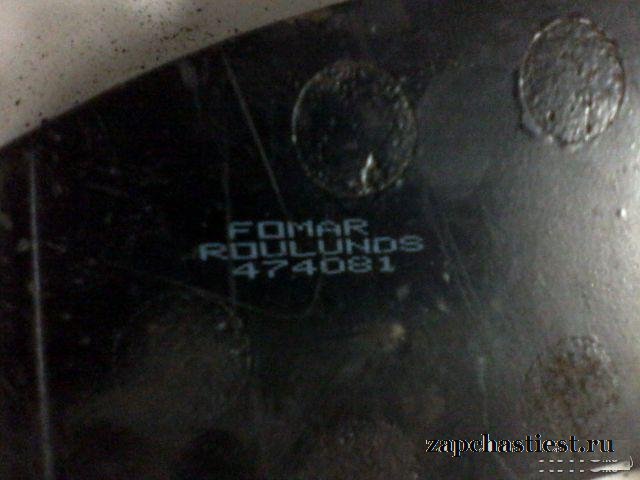 FOMAR
ROULUNDS
474081
zapchastiest.ru